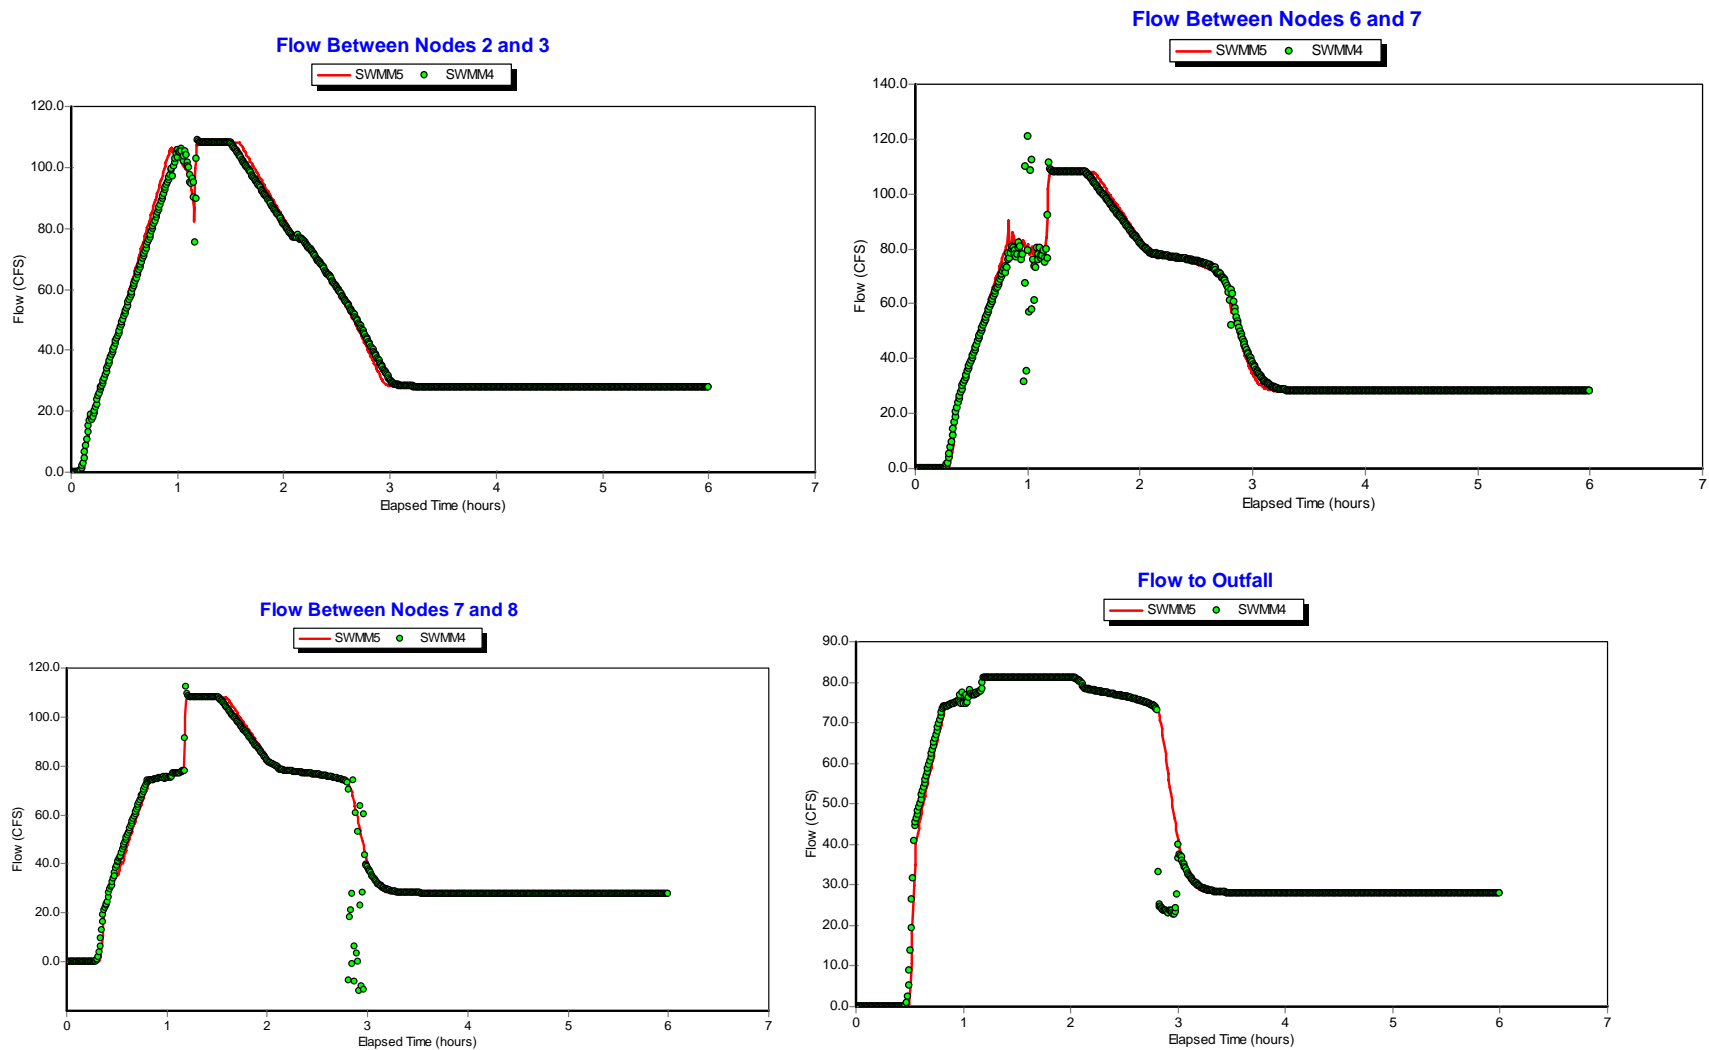 Flow Between Nodes 2 and 3
SWMM5 SWMM4
120.0
100.0
80.0
60.0
40.0
20.0
0.0
Flow (CFS)
0 1 2 3 4 5 6 7
Elapsed Time (hours)
Flow Between Nodes 6 and 7
SWMM5 SWMM4
140.0
120.0
100.0
80.0
60.0
40.0
20.0
0.0
Flow (CFS)
0 1 2 3 4 5 6 7
Elapsed Time (hours)
Flow Between Nodes 7 and 8
SWMM5 SWMM4
120.0
100.0
80.0
60.0
40.0
20.0
0.0
Flow (CFS)
0 1 2 3 4 5 6 7
Elapsed Time (hours)
Flow to Outfall
SWMM5 SWMM4
90.0
80.0
70.0
60.0
50.0
40.0
30.0
20.0
10.0
0.0
Flow (CFS)
0 1 2 3 4 5 6 7
Elapsed Time (hours)